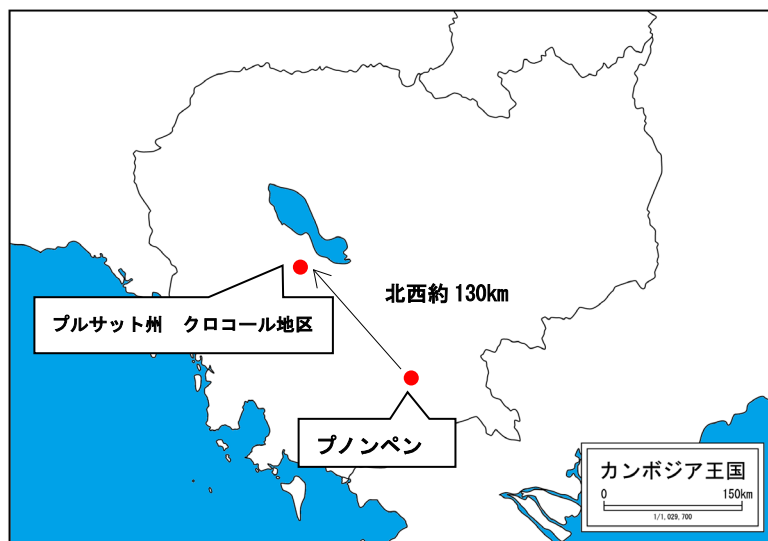 北西約 130km
プルサット州　クロコール地区
プノンペン
カンボジア王国
0 150km
1/1,029,700